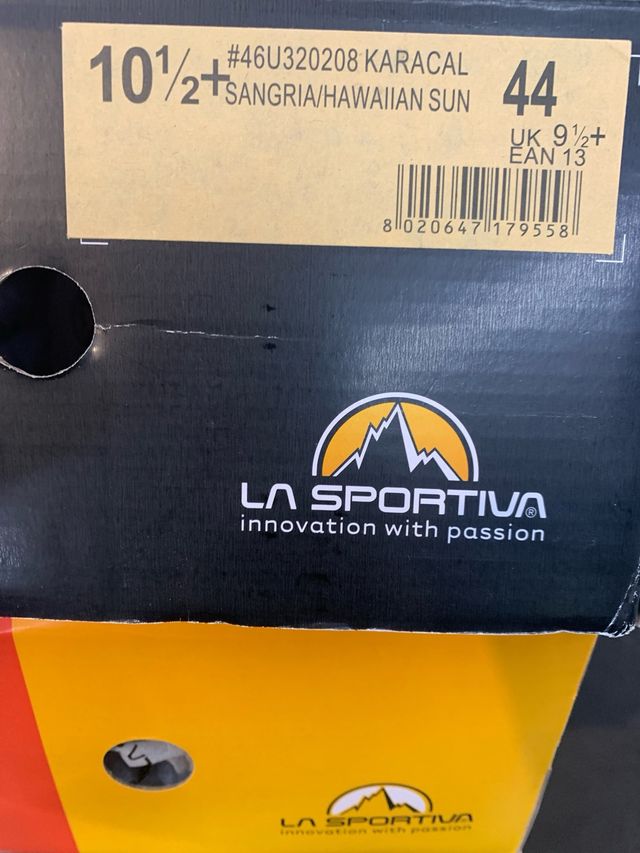 10½+
#46U320208 KARACAL
SANGRIA/HAWAIIAN SUN
44
UK 9½+
EAN 13
8 020647 179558
LA SPORTIVA®
innovation with passion
LA SPORTIVA
innovation with passion